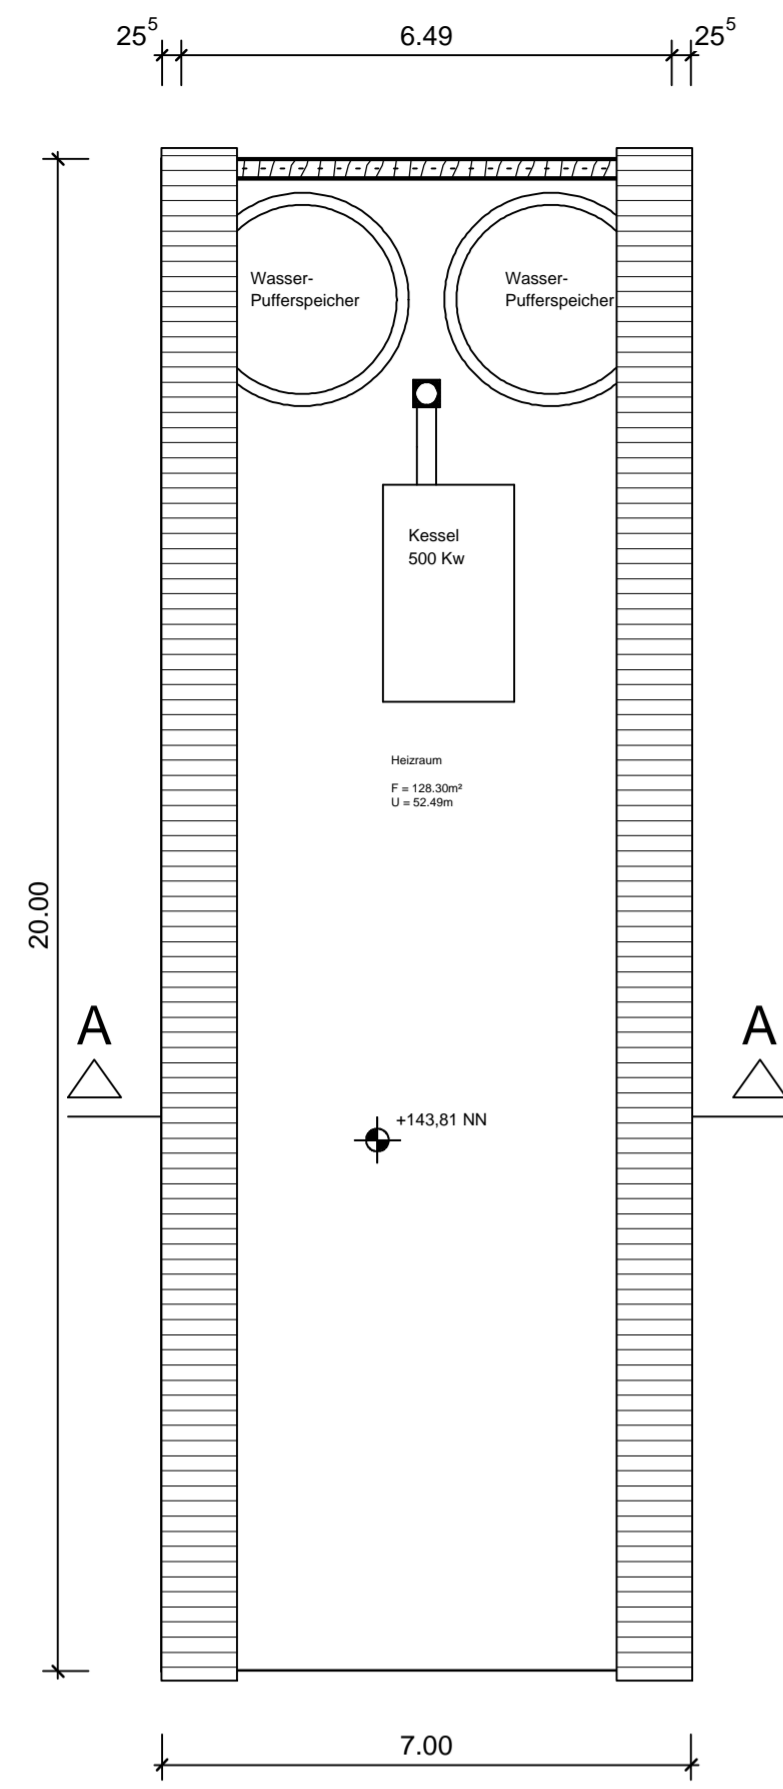 25⁵ 6.49 25⁵
Wasser-
Pufferspeicher
Wasser-
Pufferspeicher
Kessel
500 Kw
Heizraum
F = 128.30m²
U = 52.49m
20.00
A A
+143,81 NN
7.00